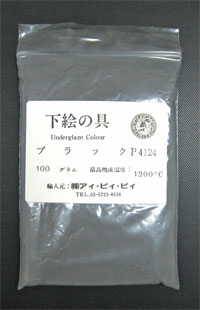 下絵の具
Underglaze Colour
ブラック P4124
100 グラム 最高焼成温度: 1200°C
輸入元: ㈱アイ・ビィ・ビィ